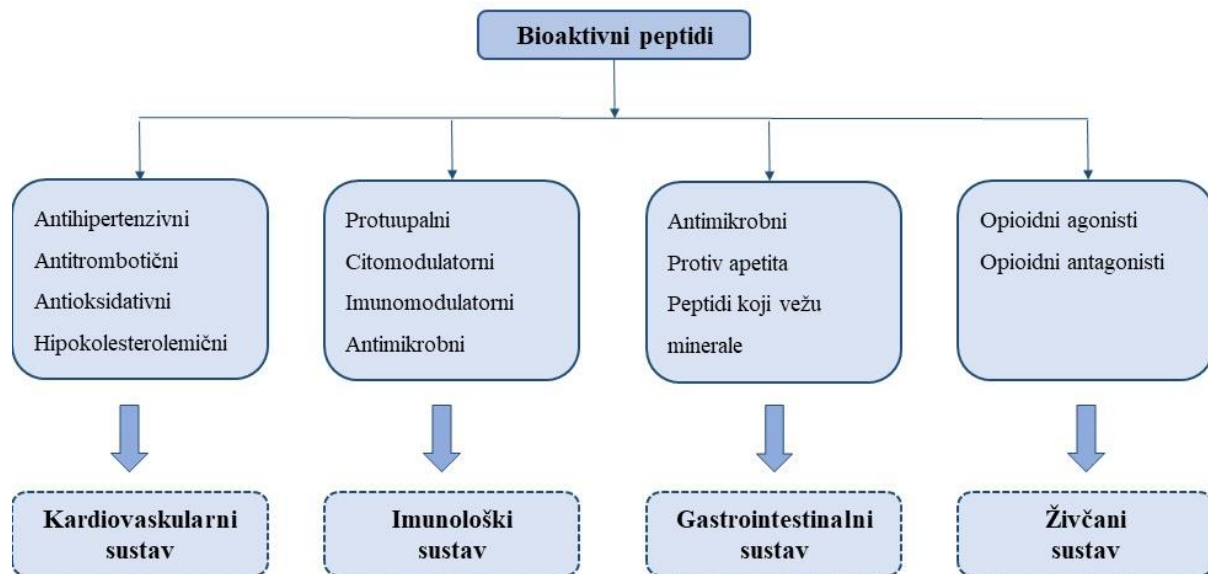 Bioaktivni peptidi
Antihipertenzivni
Antitrombotični
Antioksidativni
Hipokolesterolemični
Protuupalni
Citomodulatorni
Imunomodulatorni
Antimikrobni
Antimikrobni
Protiv apetita
Peptidi koji vežu
minerale
Opioidni agonisti
Opioidni antagonisti
Kardiovaskularni
sustav
Imunološki
sustav
Gastrointestinalni
sustav
Živčani
sustav